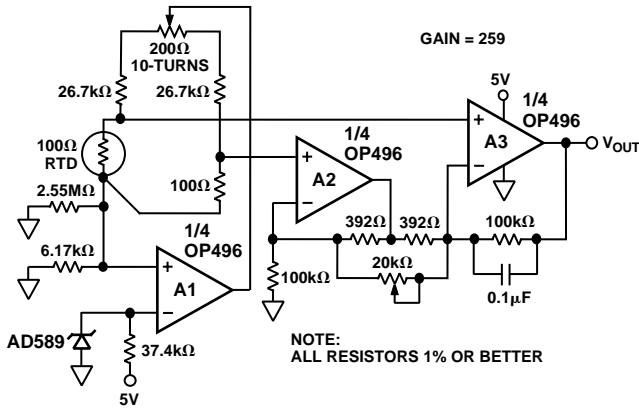 200Ω
10-TURNS
GAIN = 259
26.7kΩ
26.7kΩ
5V
1/4
OP496
+
−
A3
VOUT
100Ω
RTD
1/4
OP496
+
−
A2
100Ω
2.55MΩ
392Ω
392Ω
100kΩ
6.17kΩ
1/4
OP496
+
−
A1
100kΩ
20kΩ
0.1µF
AD589
37.4kΩ
5V
NOTE:
ALL RESISTORS 1% OR BETTER